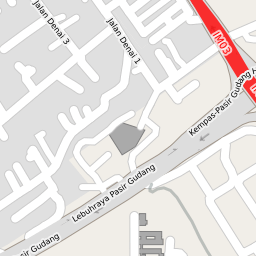 Jalan Denai 3
Jalan Denai 1
JM03
Kempas-Pasir Gudang
Lebuhraya Pasir Gudang
Pasir Gudang